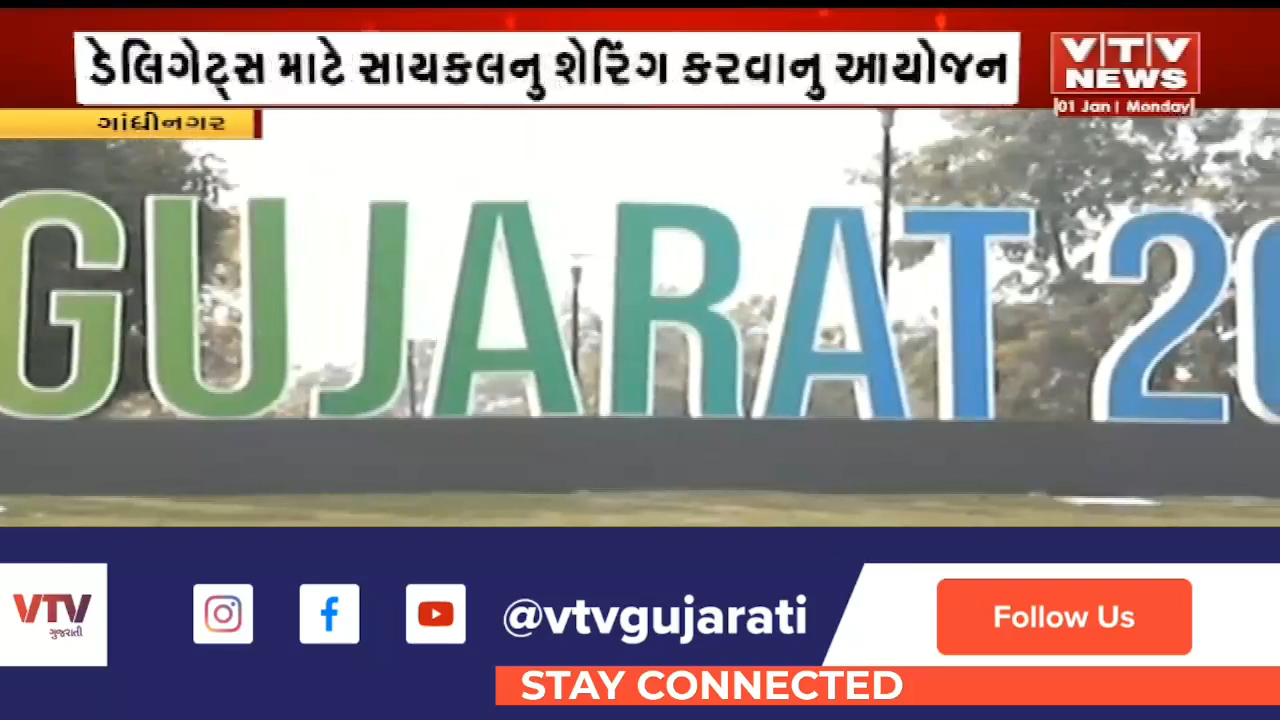 ડેલિગેટ્સ માટે સાયકલનુ શેરિંગ કરવાનુ આયોજન
VTV
NEWS
01 Jan | Monday
ગાંધીનગર
GUJARAT 20
VTV
ગુજરાતી
@vtvgujarati
Follow Us
STAY CONNECTED